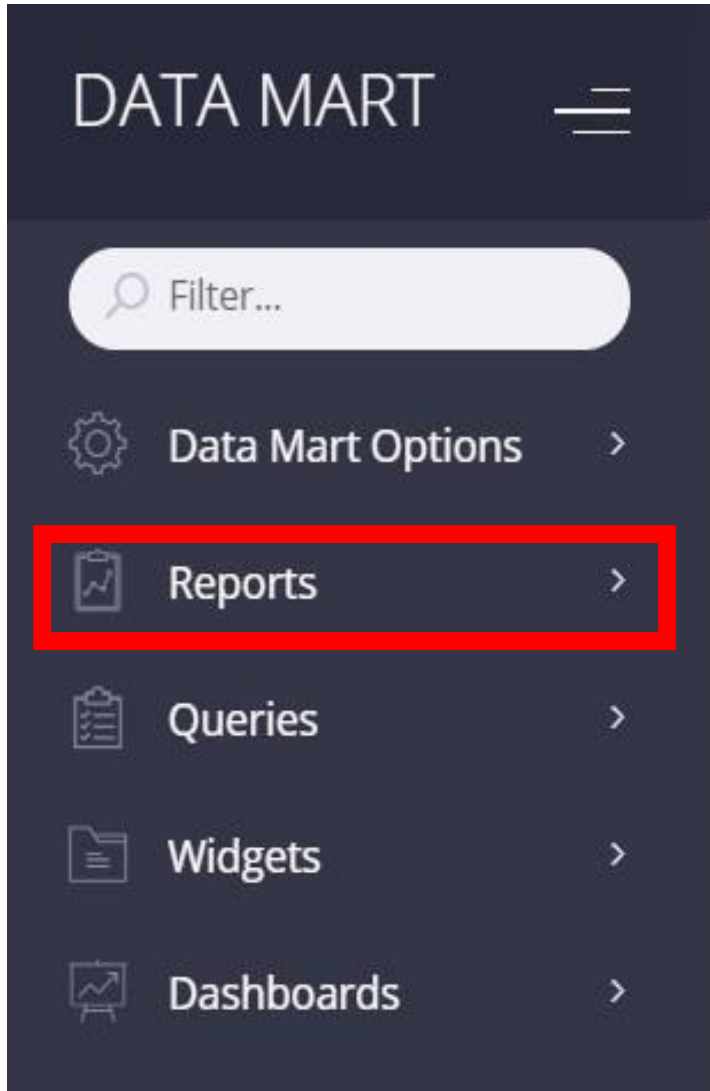 DATA MART
Filter...
Data Mart Options
Reports
Queries
Widgets
Dashboards